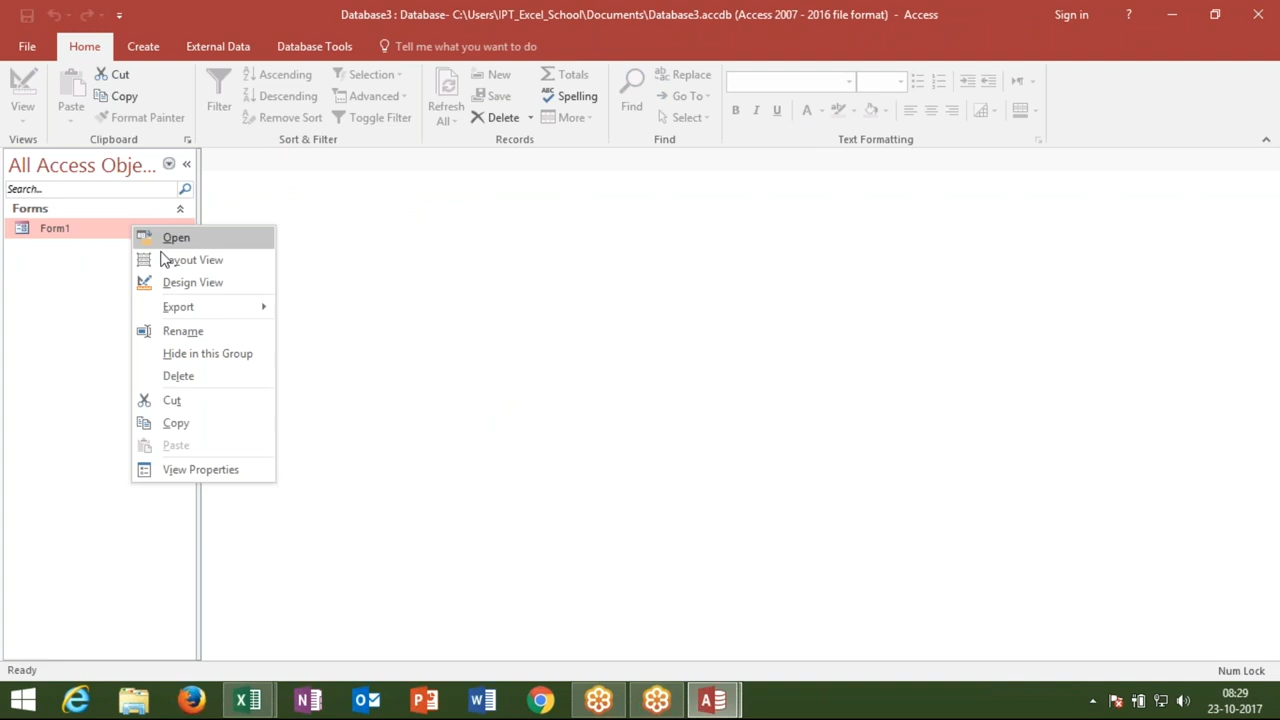 Database3 : Database- C:\Users\IPT_Excel_School\Documents\Database3.accdb (Access 2007 - 2016 file format) - Access
Sign in
?
File
Home
Create
External Data
Database Tools
Tell me what you want to do
View
Views
Paste
Cut
Copy
Format Painter
Clipboard
Filter
Ascending
Descending
Remove Sort
Selection
Advanced
Toggle Filter
Sort & Filter
Refresh
All
New
Save
Delete
Totals
Spelling
More
Records
Find
Replace
Go To
Select
Find
B I U A
Text Formatting
All Access Obje...
Search...
Forms
Form1
Open
Layout View
Design View
Export
Rename
Hide in this Group
Delete
Cut
Copy
Paste
View Properties
Ready
Num Lock
08:29
23-10-2017